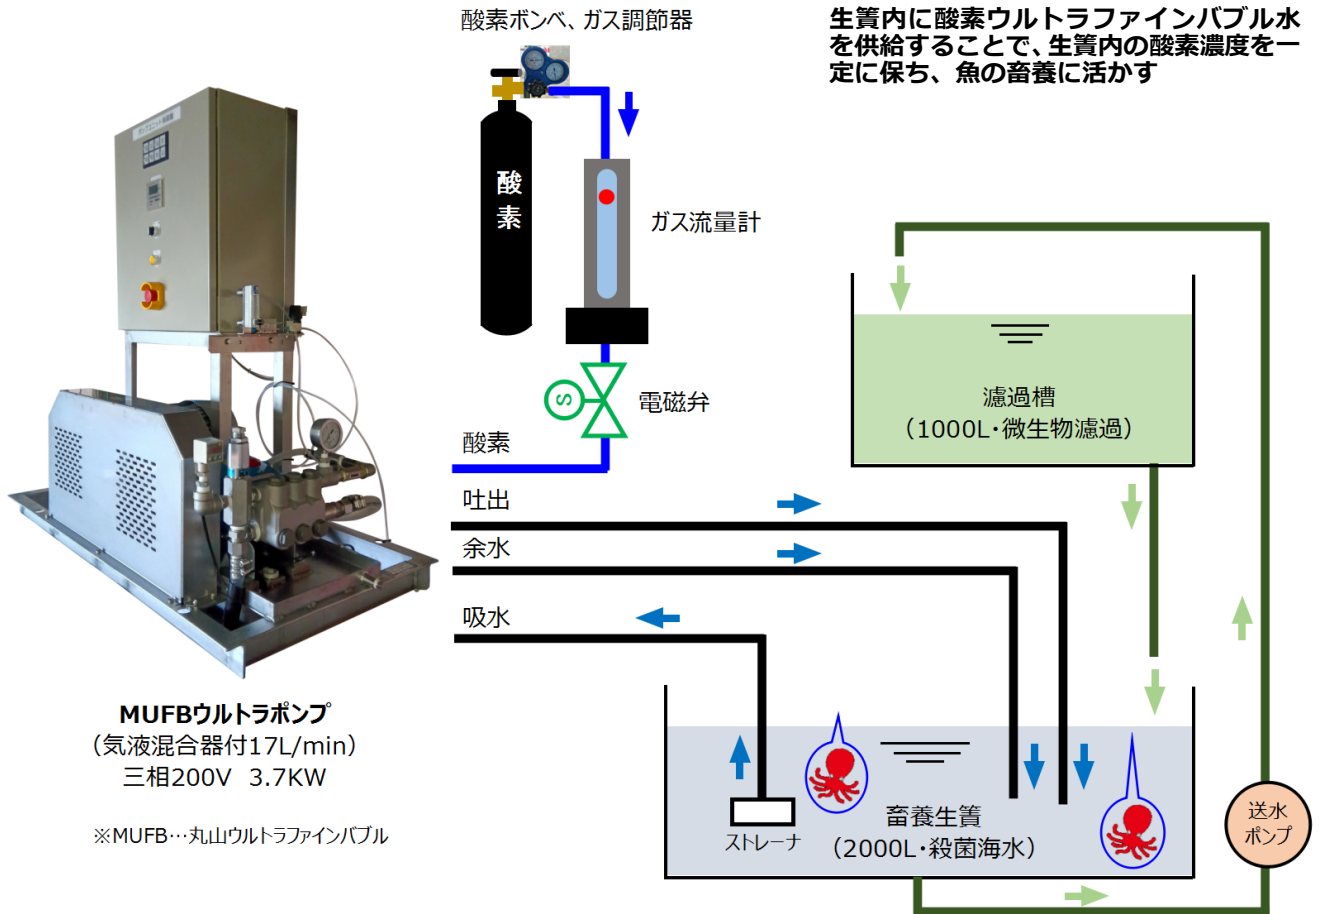 酸素ボンベ、ガス調節器
生簀内に酸素ウルトラファインバブル水
を供給することで、生簀内の酸素濃度を一
定に保ち、魚の畜養に活かす
酸素
ガス流量計
S
電磁弁
酸素
吐出
余水
吸水
濾過槽
（1000L・微生物濾過）
MUFBウルトラポンプ
（気液混合器付17L/min）
三相200V 3.7KW
※MUFB…丸山ウルトラファインバブル
ストレーナ
畜養生簀
（2000L・殺菌海水）
送水
ポンプ